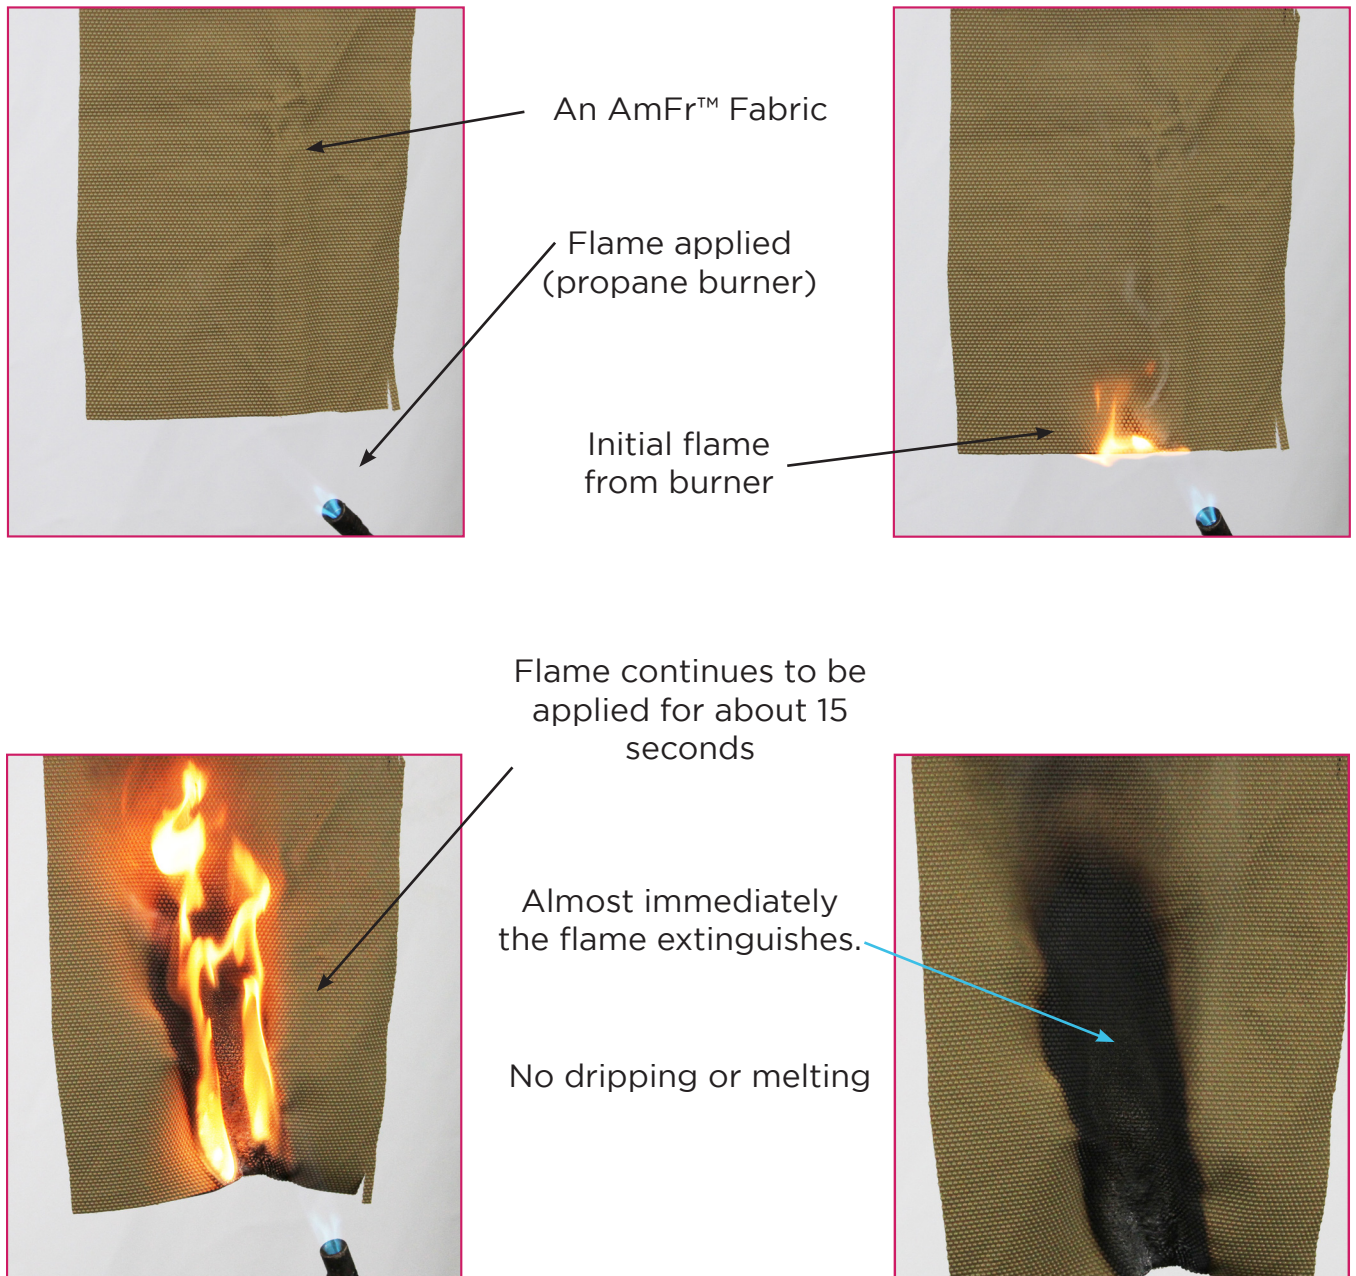 An AmFr™ Fabric
Flame applied
(propane burner)
Initial flame
from burner
Flame continues to be
applied for about 15
seconds
Almost immediately
the flame extinguishes.
No dripping or melting